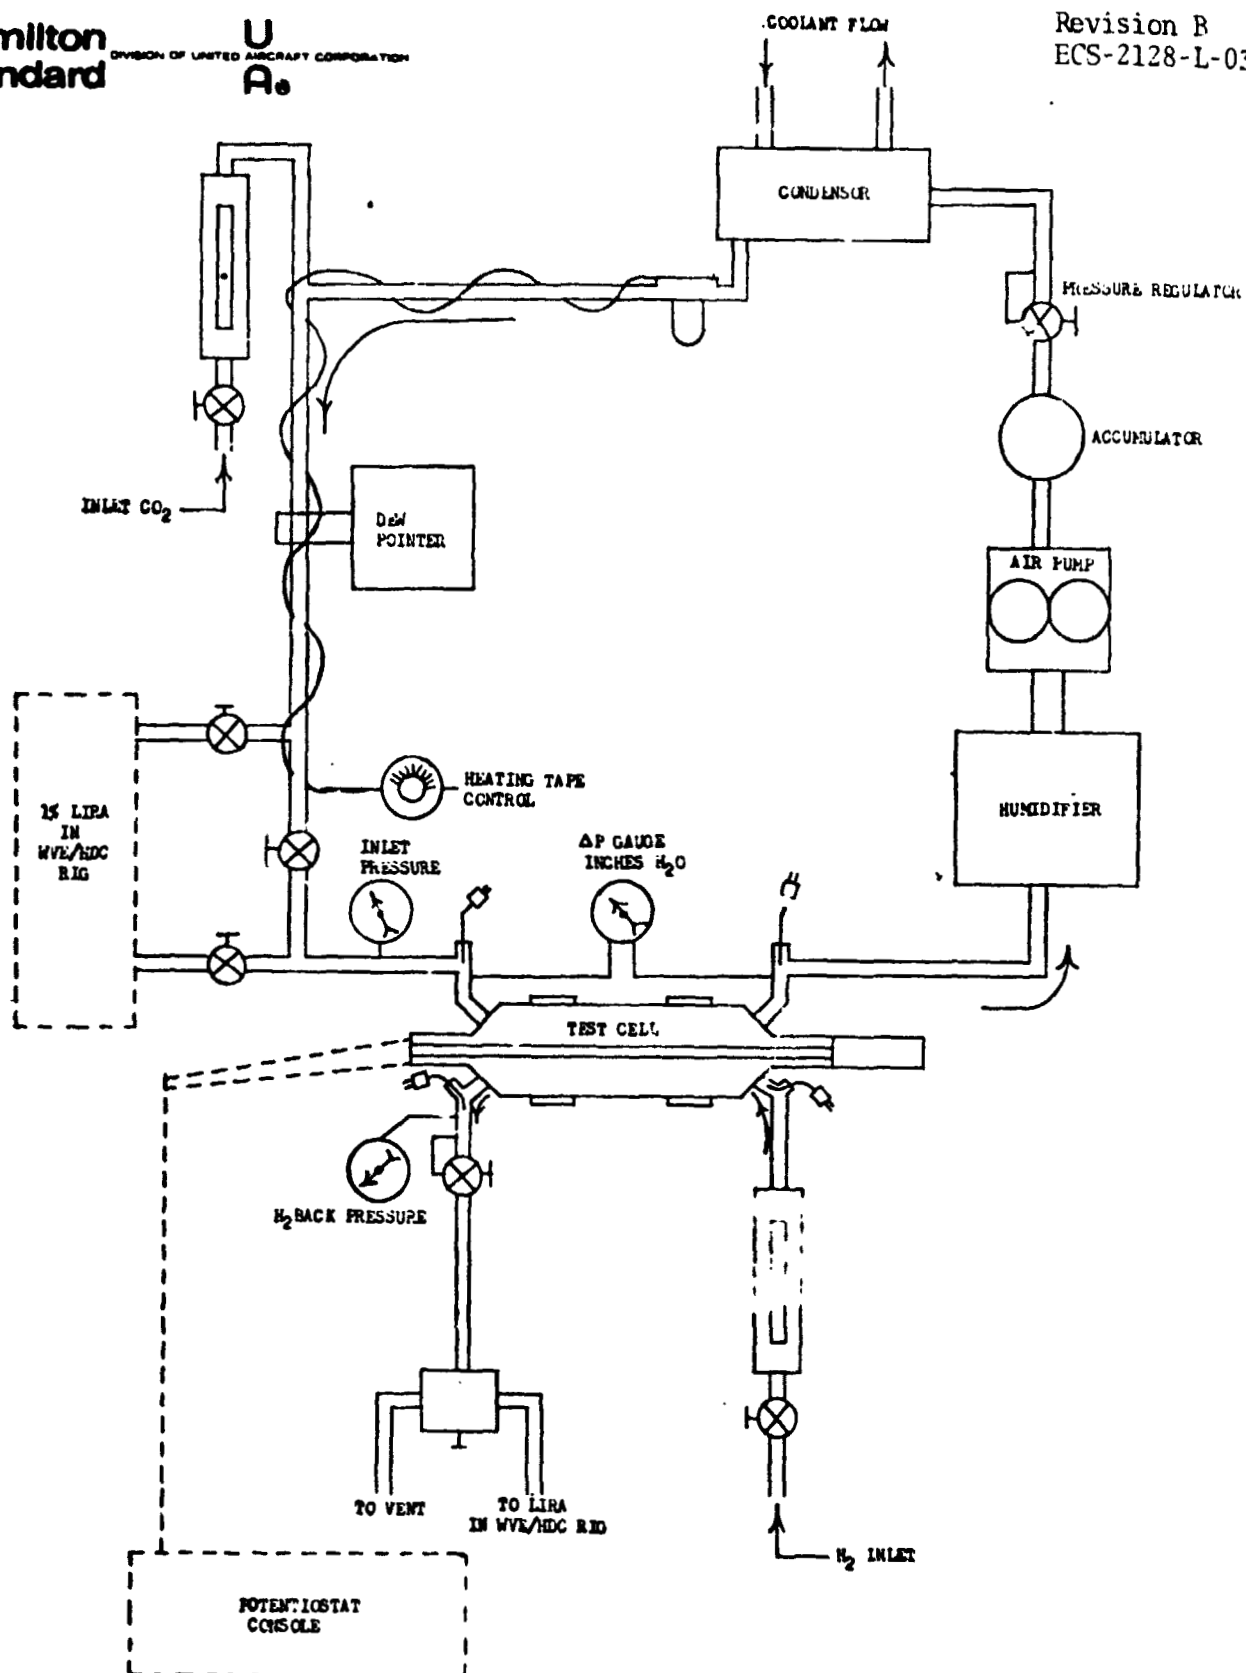 milton
ndard
DIVISION OF UNITED AIRCRAFT CORPORATION
U
A®
COOLANT FLOW
Revision B
ECS-2128-L-03
CONDENSOR
PRESSURE REGULATOR
ACCUMULATOR
INLET CO₂
DEW
POINTER
AIR PUMP
HUMIDIFIER
1% LIRA
IN
WVE/HDC
RIG
HEATING TAPE
CONTROL
INLET
PRESSURE
ΔP GAUGE
INCHES H₂O
TEST CELL
H₂ BACK PRESSURE
TO VENT
TO LIRA
IN WVE/HDC RIG
H₂ INLET
POTENTIOSTAT
CONSOLE